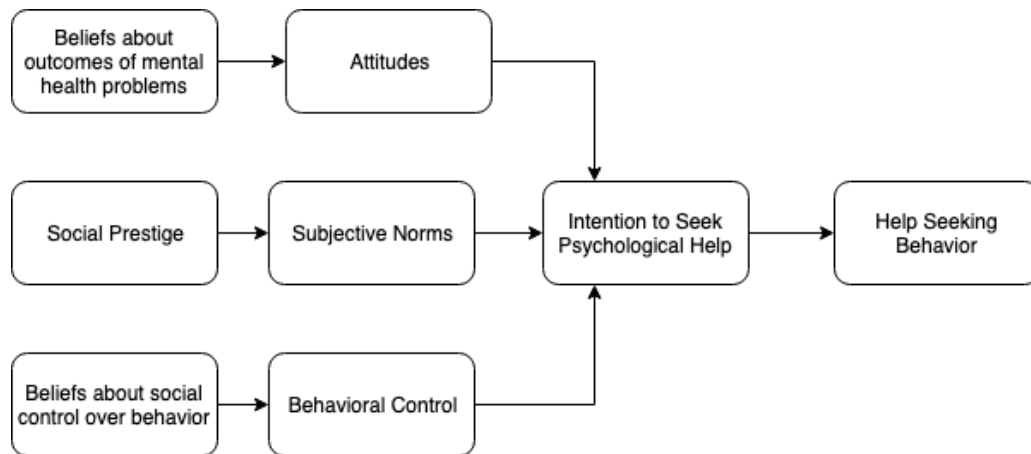 Beliefs about
outcomes of mental
health problems
Attitudes
Social Prestige
Subjective Norms
Intention to Seek
Psychological Help
Help Seeking
Behavior
Beliefs about social
control over behavior
Behavioral Control